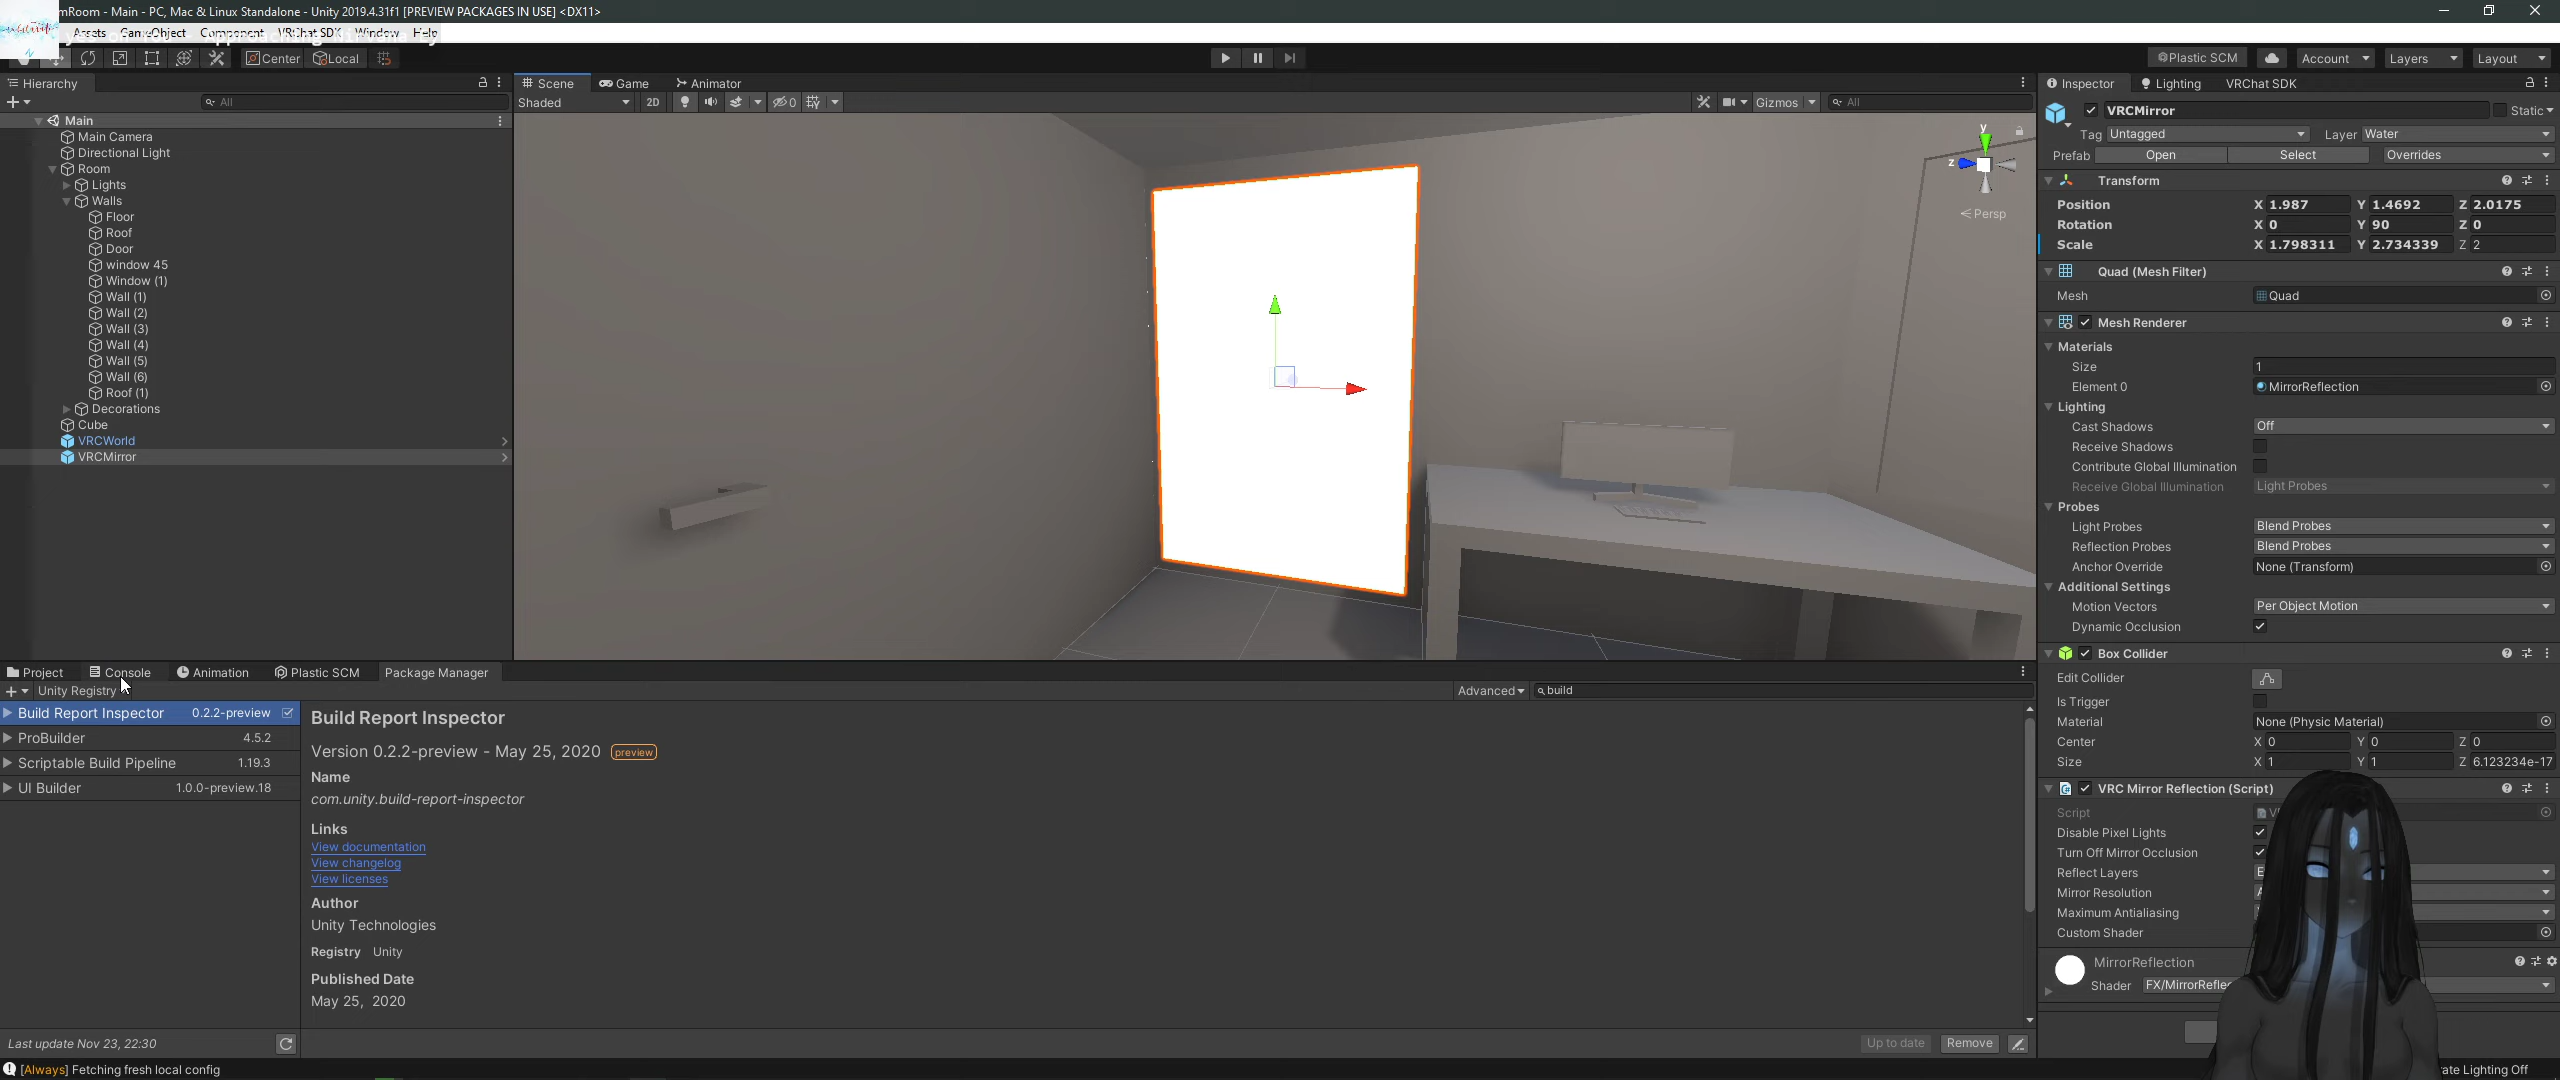 mRoom - Main - PC, Mac & Linux Standalone - Unity 2019.4.31f1 [PREVIEW PACKAGES IN USE] <DX11>
Assets GameObject Component VRChat SDK Window Help
Center Local Plastic SCM Account Layers Layout
Hierarchy
All
Main
Main Camera
Directional Light
Room
Lights
Walls
Floor
Roof
Door
window 45
Window (1)
Wall (1)
Wall (2)
Wall (3)
Wall (4)
Wall (5)
Wall (6)
Roof (1)
Decorations
Cube
VRCWorld
VRCMirror
Scene Game Animator
Shaded 2D 0 Gizmos All
y
z
Persp
Inspector Lighting VRChat SDK
VRCMirror Static
Tag Untagged Layer Water
Prefab Open Select Overrides
Transform
Position X 1.987 Y 1.4692 Z 2.0175
Rotation X 0 Y 90 Z 0
Scale X 1.798311 Y 2.734339 Z 2
Quad (Mesh Filter)
Mesh Quad
Mesh Renderer
Materials
Size 1
Element 0 MirrorReflection
Lighting
Cast Shadows Off
Receive Shadows
Contribute Global Illumination
Receive Global Illumination Light Probes
Probes
Light Probes Blend Probes
Reflection Probes Blend Probes
Anchor Override None (Transform)
Additional Settings
Motion Vectors Per Object Motion
Dynamic Occlusion
Box Collider
Edit Collider
Is Trigger
Material None (Physic Material)
Center X 0 Y 0 Z 0
Size X 1 Y 1 Z 6.123234e-17
VRC Mirror Reflection (Script)
Script
Disable Pixel Lights
Turn Off Mirror Occlusion
Reflect Layers
Mirror Resolution
Maximum Antialiasing
Custom Shader
MirrorReflection
Shader FX/MirrorReflec
Project Console Animation Plastic SCM Package Manager
Unity Registry Advanced build
Build Report Inspector 0.2.2-preview
ProBuilder 4.5.2
Scriptable Build Pipeline 1.19.3
UI Builder 1.0.0-preview.18
Last update Nov 23, 22:30
Build Report Inspector
Version 0.2.2-preview - May 25, 2020 preview
Name
com.unity.build-report-inspector
Links
View documentation
View changelog
View licenses
Author
Unity Technologies
Registry Unity
Published Date
May 25, 2020
Up to date Remove
[Always] Fetching fresh local config
rate Lighting Off